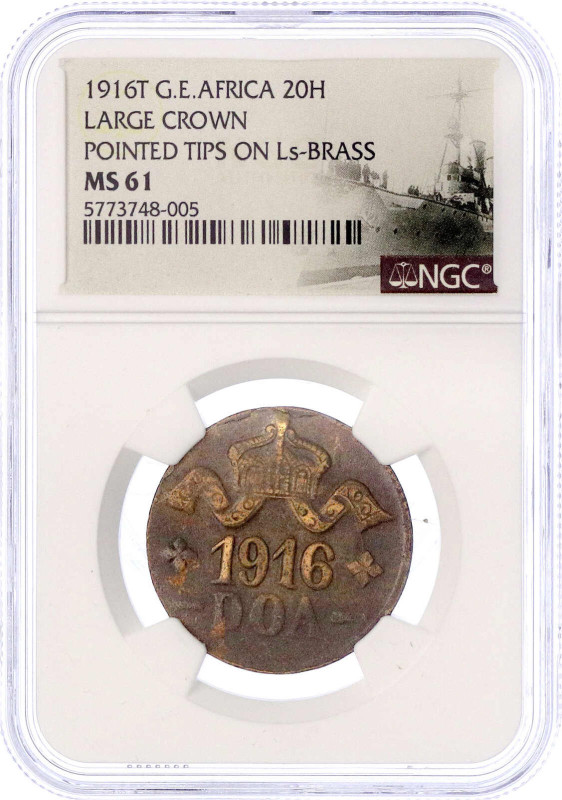 1916T G.E.AFRICA 20H
LARGE CROWN
POINTED TIPS ON Ls-BRASS
MS 61
5773748-005
NGC®
1916
DOA